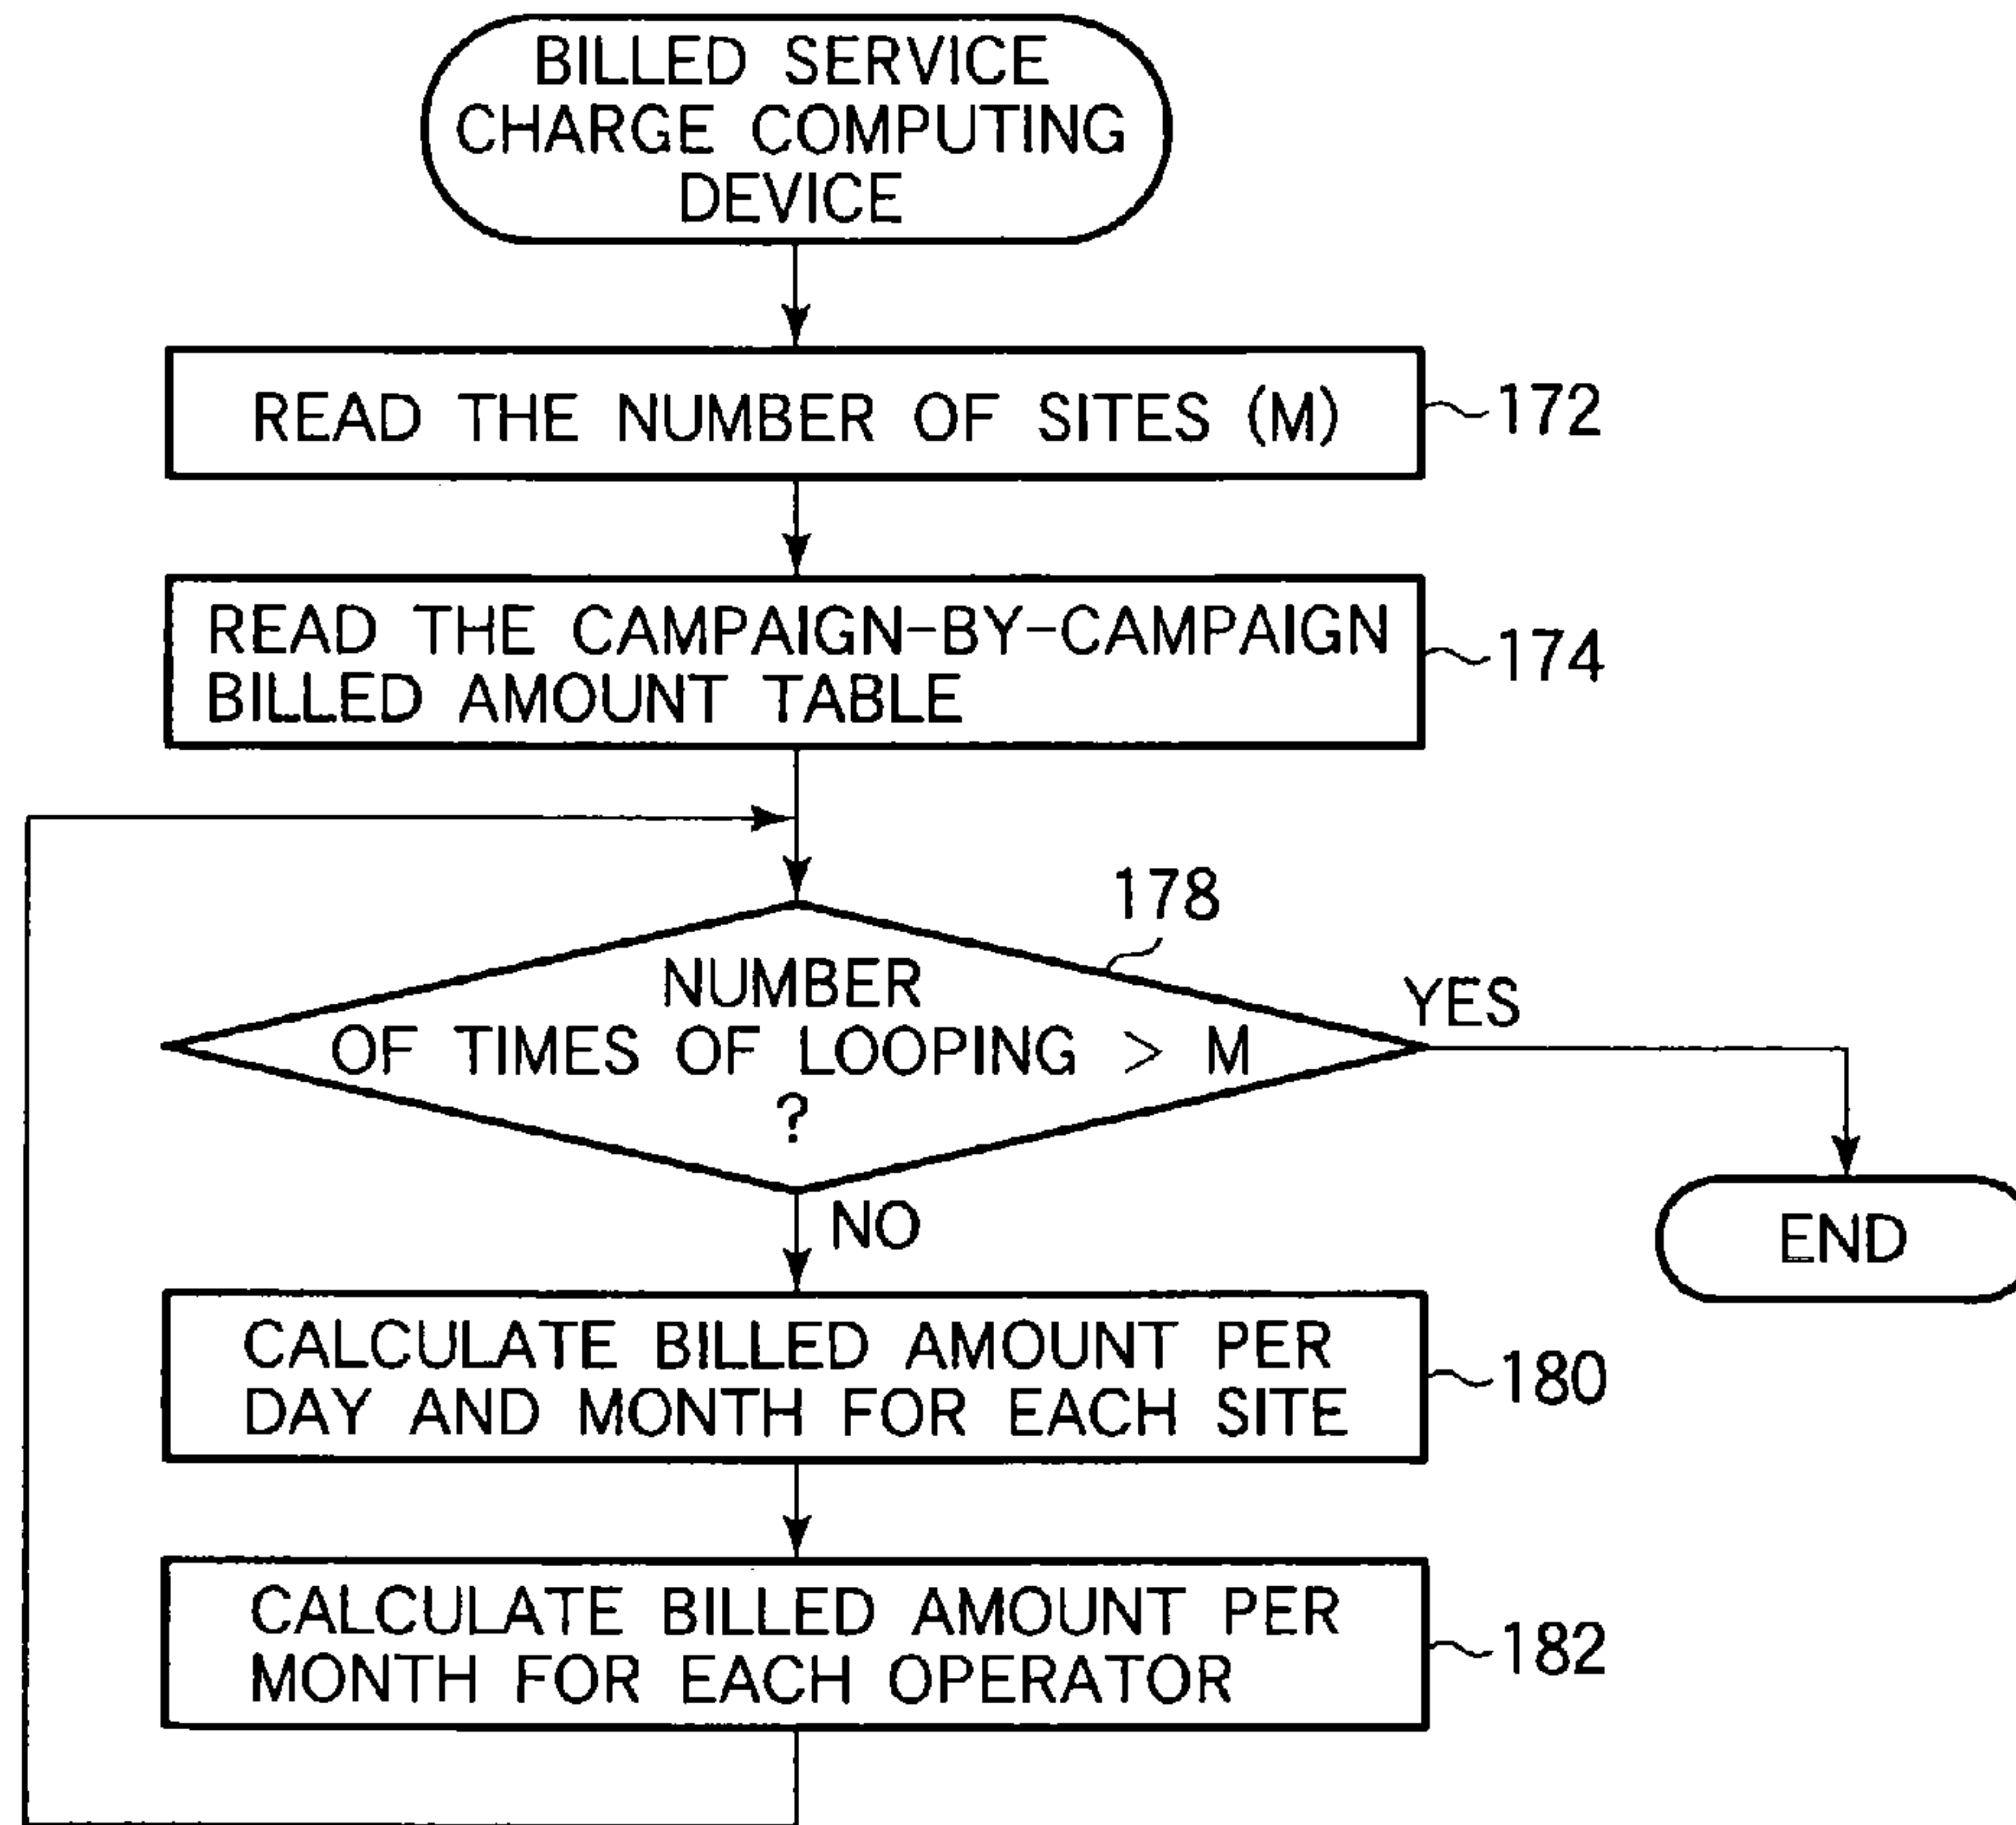 BILLED SERVICE
CHARGE COMPUTING
DEVICE
READ THE NUMBER OF SITES (M)
172
READ THE CAMPAIGN-BY-CAMPAIGN
BILLED AMOUNT TABLE
174
178
NUMBER
OF TIMES OF LOOPING > M
?
YES
NO
END
CALCULATE BILLED AMOUNT PER
DAY AND MONTH FOR EACH SITE
180
CALCULATE BILLED AMOUNT PER
MONTH FOR EACH OPERATOR
182